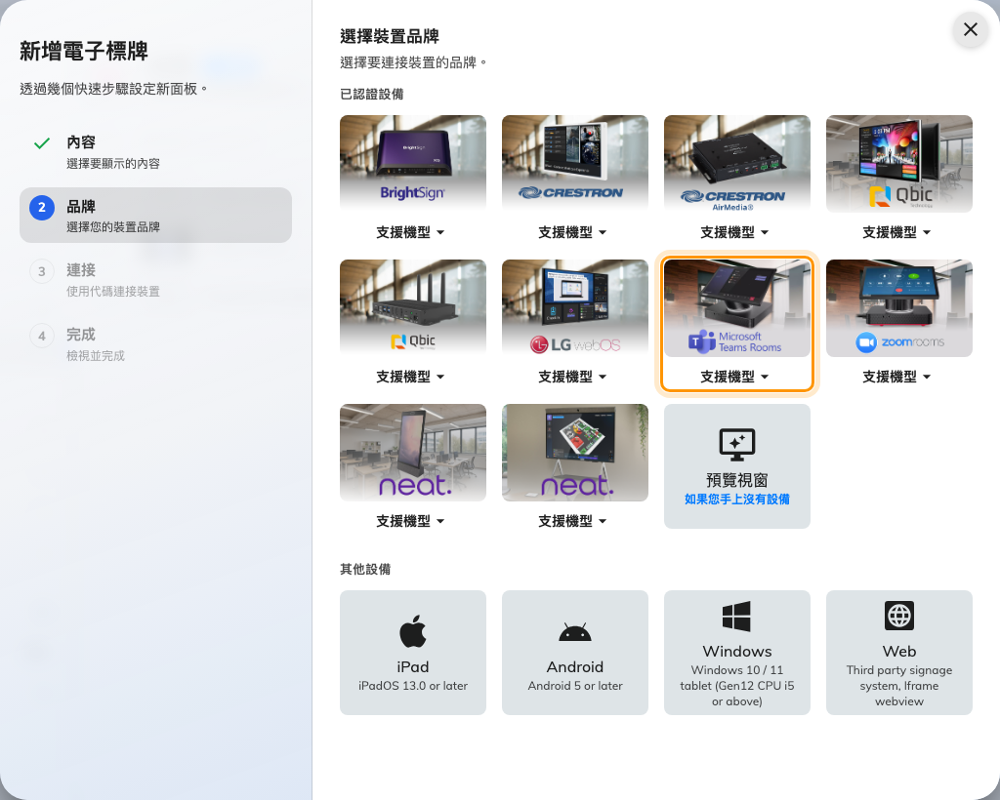 新增電子標牌
透過幾個快速步驟設定新面板。
內容
選擇要顯示的內容
2
品牌
選擇您的裝置品牌
3
連接
使用代碼連接裝置
4
完成
檢視並完成
選擇裝置品牌
選擇要連接裝置的品牌。
已認證設備
BrightSign
BrightSign
支援機型
CRESTRON
支援機型
CRESTRON
AirMedia®
支援機型
Qbic
Technology
支援機型
Qbic
支援機型
LG webOS
支援機型
Microsoft
Teams Rooms
支援機型
zoomrooms
支援機型
neat.
支援機型
neat.
支援機型
預覽視窗
如果您手上沒有設備
其他設備
iPad
iPadOS 13.0 or later
Android
Android 5 or later
Windows
Windows 10 / 11
tablet (Gen12 CPU i5
or above)
Web
Third party signage
system, Iframe
webview